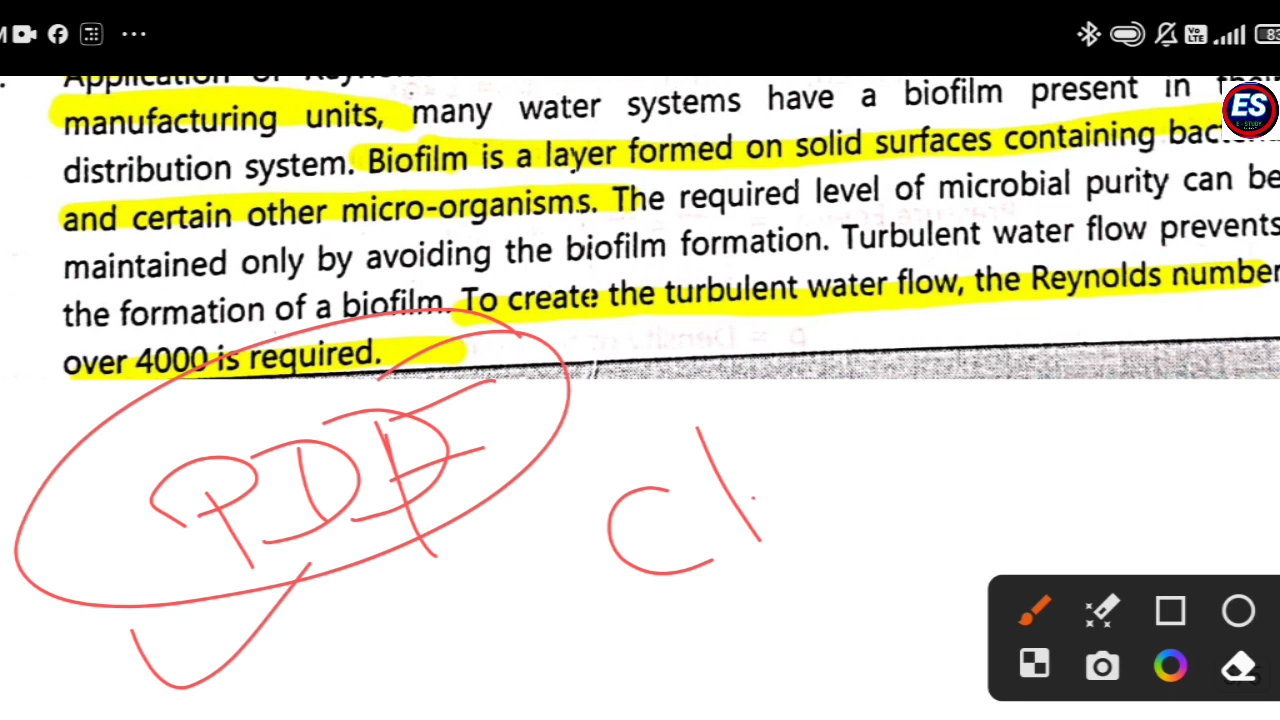 Application of
manufacturing units, many water systems have a biofilm present in
distribution system. Biofilm is a layer formed on solid surfaces containing
and certain other micro-organisms. The required level of microbial purity can be
maintained only by avoiding the biofilm formation. Turbulent water flow prevents
the formation of a biofilm. To create the turbulent water flow, the Reynolds number
over 4000 is required.
PDF
ES
83